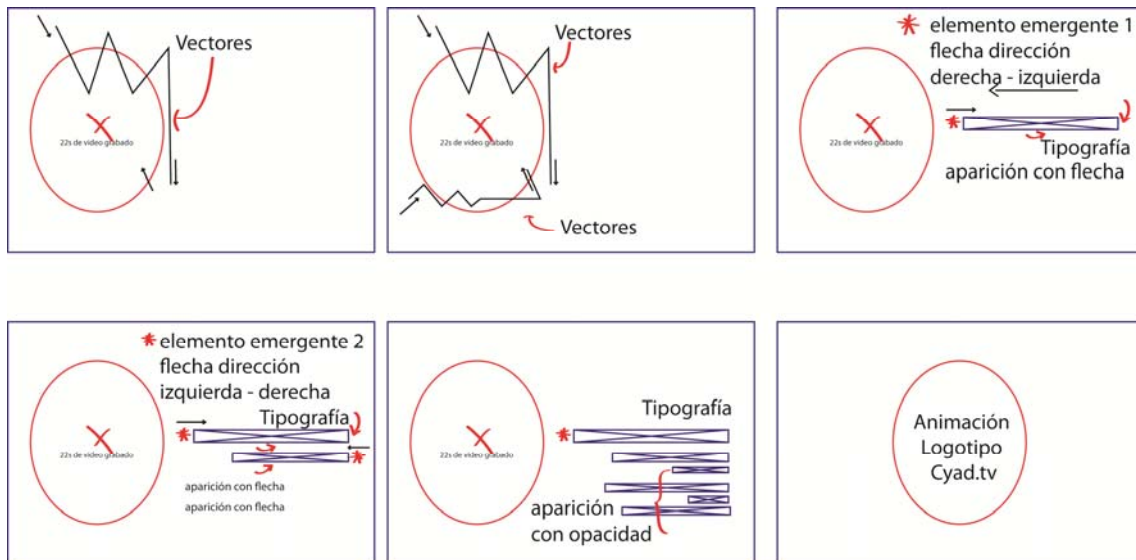 Vectores
22s de video grabado
Vectores
22s de video grabado
Vectores
elemento emergente 1
flecha dirección
derecha - izquierda
22s de video grabado
Tipografía
aparición con flecha
elemento emergente 2
flecha dirección
izquierda - derecha
Tipografía
22s de video grabado
aparición con flecha
aparición con flecha
Tipografía
22s de video grabado
aparición
con opacidad
Animación
Logotipo
Cyad.tv